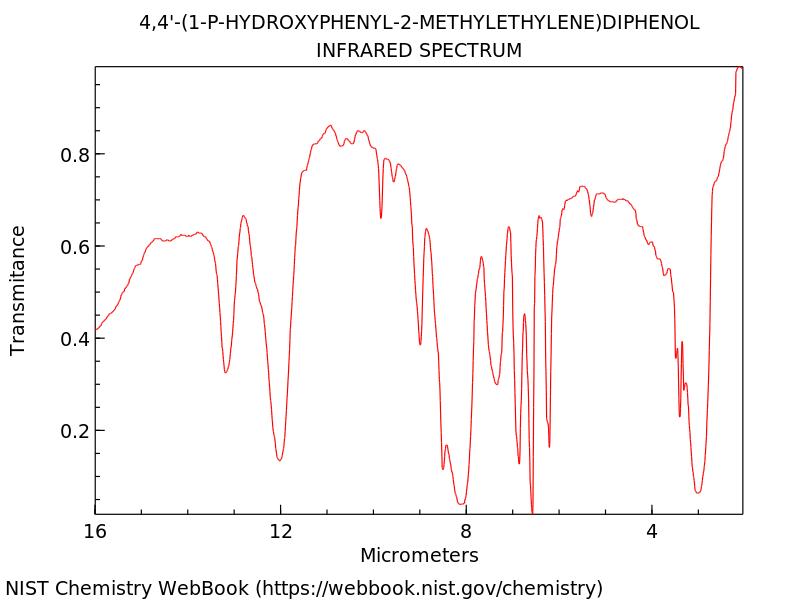 4,4'-(1-P-HYDROXYPHENYL-2-METHYLETHYLENE)DIPHENOL
INFRARED SPECTRUM
0.8
0.6
0.4
0.2
Transmitance
16 12 8 4
Micrometers
NIST Chemistry WebBook (https://webbook.nist.gov/chemistry)